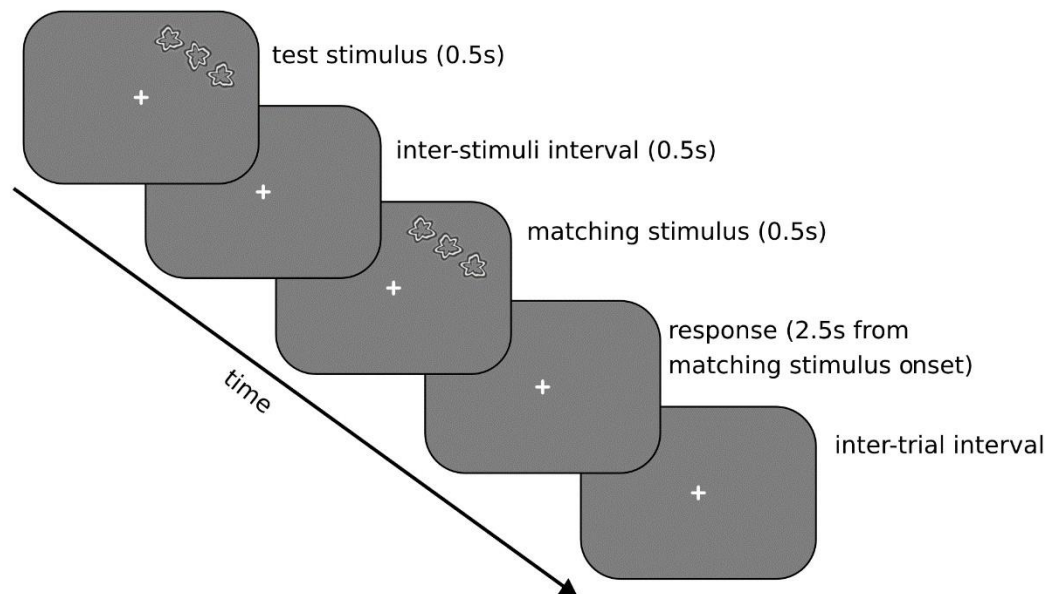 test stimulus (0.5s)
inter-stimuli interval (0.5s)
matching stimulus (0.5s)
response (2.5s from
matching stimulus onset)
time
inter-trial interval